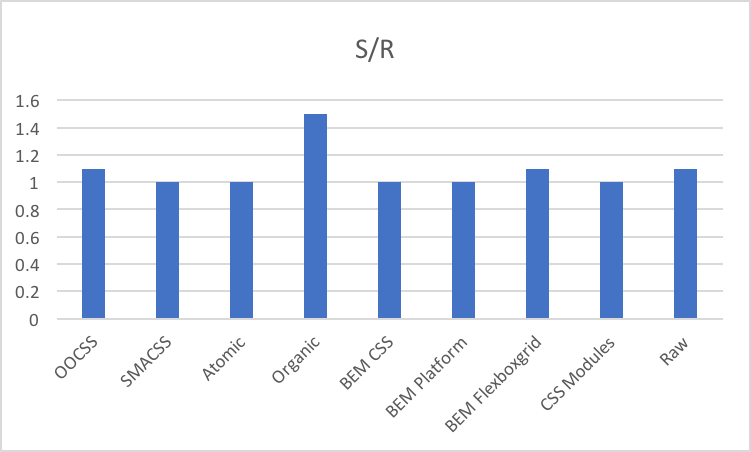 S/R
1.6
1.4
1.2
1
0.8
0.6
0.4
0.2
0
OOCSS
SMACSS
Atomic
Organic
BEM CSS
BEM Platform
BEM Flexboxgrid
CSS Modules
Raw